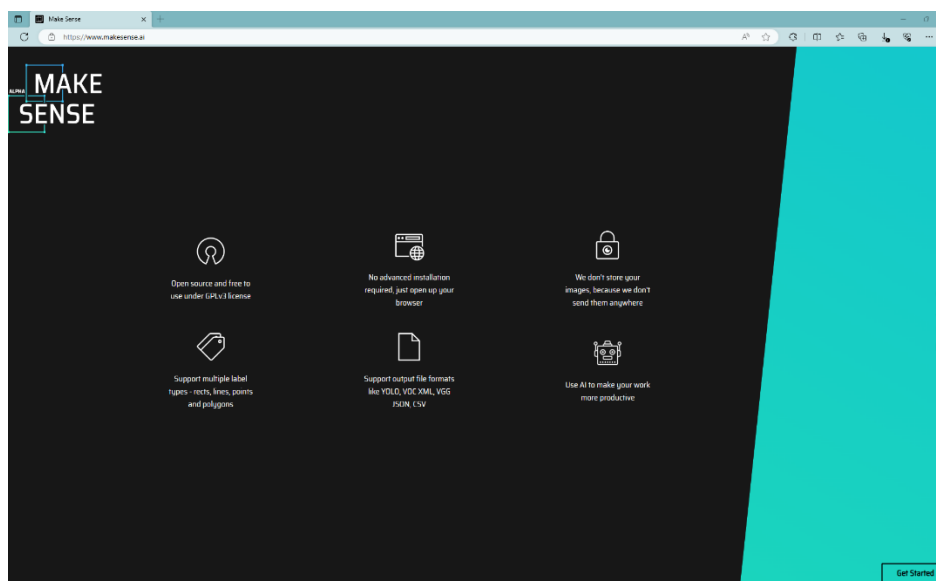 Make Sense
https://www.makesense.ai
ALPHA
MAKE
SENSE
Open source and free to
use under GPLv3 license
No advanced installation
required, just open up your
browser
We don't store your
images, because we don't
send them anywhere
Support multiple label
types - rects, lines, points
and polygons
Support output file formats
like YOLO, VOC XML, VGG
JSON, CSV
Use AI to make your work
more productive
Get Started